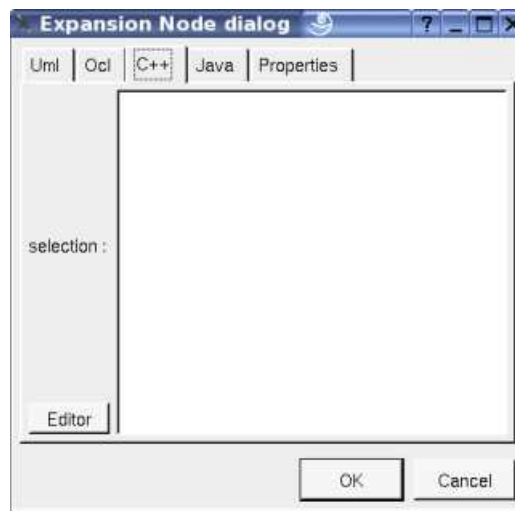 Expansion Node dialog ? _
Uml Ocl C++ Java Properties
selection :
Editor
OK Cancel